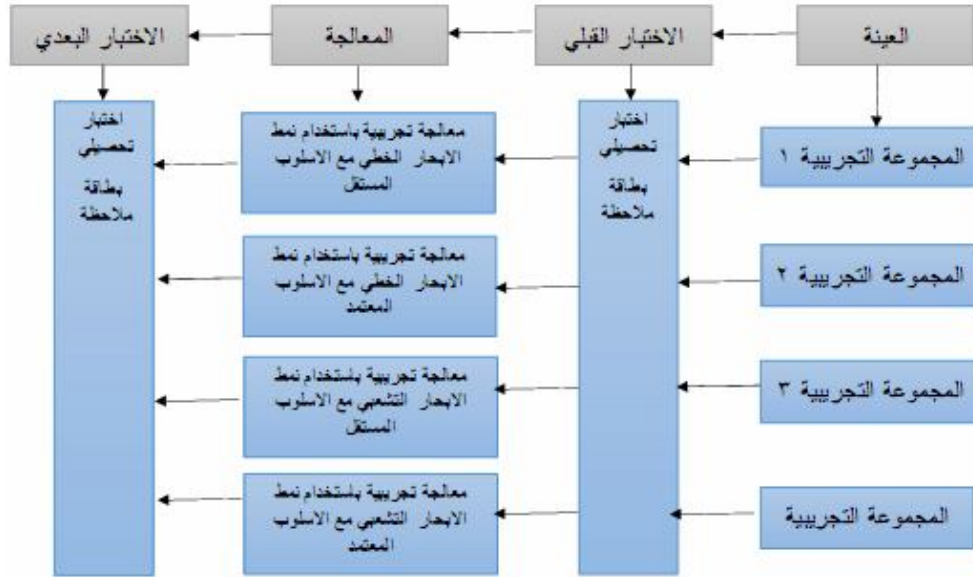 العينة
الاختبار القبلي
المعالجة
الاختبار البعدي
المجموعة التجريبية ١
المجموعة التجريبية ٢
المجموعة التجريبية ٣
المجموعة التجريبية
اختبار
تحصيلي
بطاقة
ملاحظة
معالجة تجريبية باستخدام نمط
الابحار الخطي مع الاسلوب
المستقل
معالجة تجريبية باستخدام نمط
الابحار الخطي مع الاسلوب
المعتمد
معالجة تجريبية باستخدام نمط
الابحار التشعبي مع الاسلوب
المستقل
معالجة تجريبية باستخدام نمط
الابحار التشعبي مع الاسلوب
المعتمد
اختبار
تحصيلي
بطاقة
ملاحظة